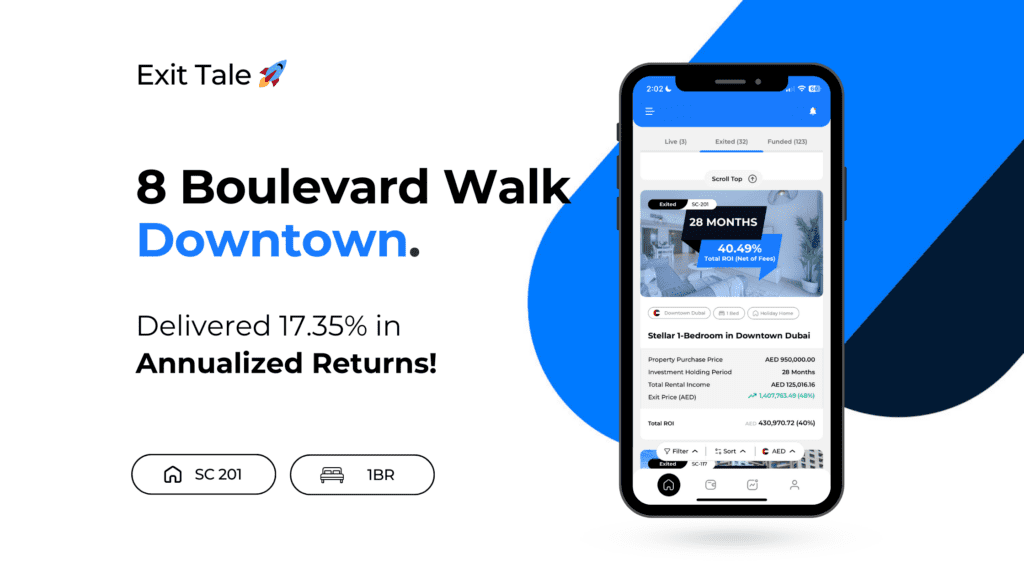 Exit Tale 🚀
8 Boulevard Walk
Downtown.
Delivered 17.35% in
Annualized Returns!
SC 201
1BR
2:02
Live (3)
Exited (32)
Funded (123)
Scroll Top
Exited
SC-201
28 MONTHS
40.49%
Total ROI (Net of Fees)
Downtown Dubai
1 Bed
Holiday Home
Stellar 1-Bedroom in Downtown Dubai
Property Purchase Price AED 950,000.00
Investment Holding Period 28 Months
Total Rental Income AED 125,016.16
Exit Price (AED) 1,407,763.49 (48%)
Total ROI AED 430,970.72 (40%)
Filter
Sort
AED
Exited
SC-117